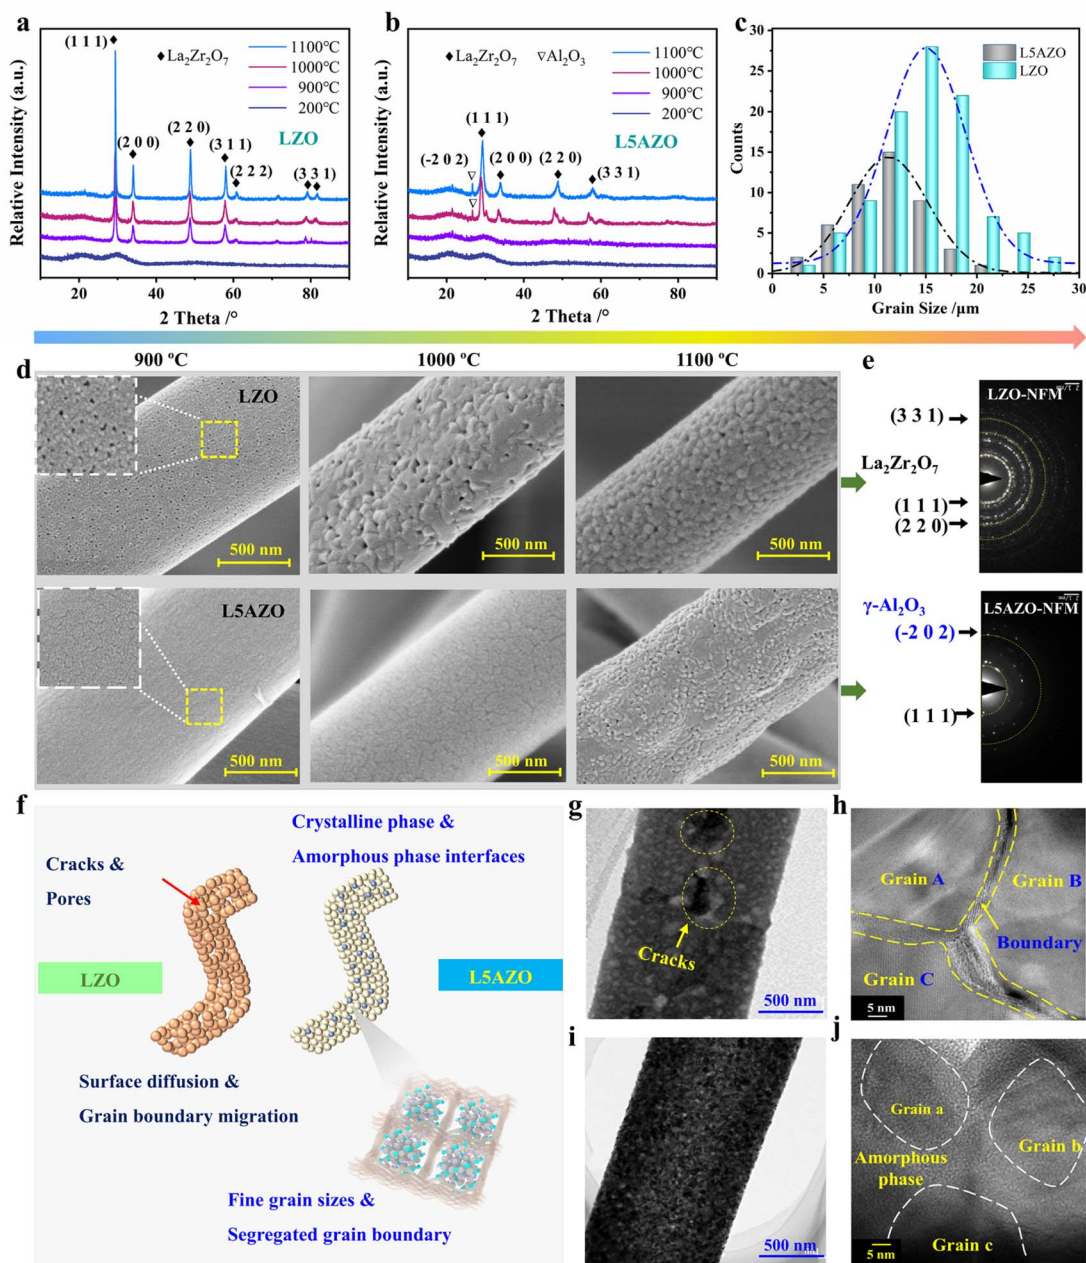 a
(1 1 1)
◆La₂Zr₂O₇
1100°C
1000°C
900°C
200°C
LZO
(2 0 0)
(2 2 0)
(3 1 1)
(2 2 2)
(3 3 1)
Relative Intensity (a.u.)
10 20 40 60 80
2 Theta /°
b
◆La₂Zr₂O₇ ▽Al₂O₃
1100°C
1000°C
900°C
200°C
L5AZO
(1 1 1)
(-2 0 2)
(2 0 0)
(2 2 0)
(3 3 1)
Relative Intensity (a.u.)
10 20 40 60 80
2 Theta /°
c
L5AZO
LZO
Counts
30
25
20
15
10
5
0
0 5 10 15 20 25 30
Grain Size /μm
900 °C 1000 °C 1100 °C
d
LZO
500 nm
500 nm
500 nm
L5AZO
500 nm
500 nm
500 nm
e
LZO-NFM
(3 3 1)
La₂Zr₂O₇
(1 1 1)
(2 2 0)
L5AZO-NFM
γ-Al₂O₃
(-2 0 2)
(1 1 1)
f
Cracks &
Pores
Crystalline phase &
Amorphous phase interfaces
LZO
L5AZO
Surface diffusion &
Grain boundary migration
Fine grain sizes &
Segregated grain boundary
g
Cracks
500 nm
h
Grain A
Grain B
Boundary
Grain C
5 nm
i
500 nm
j
Grain a
Grain b
Amorphous
phase
Grain c
5 nm